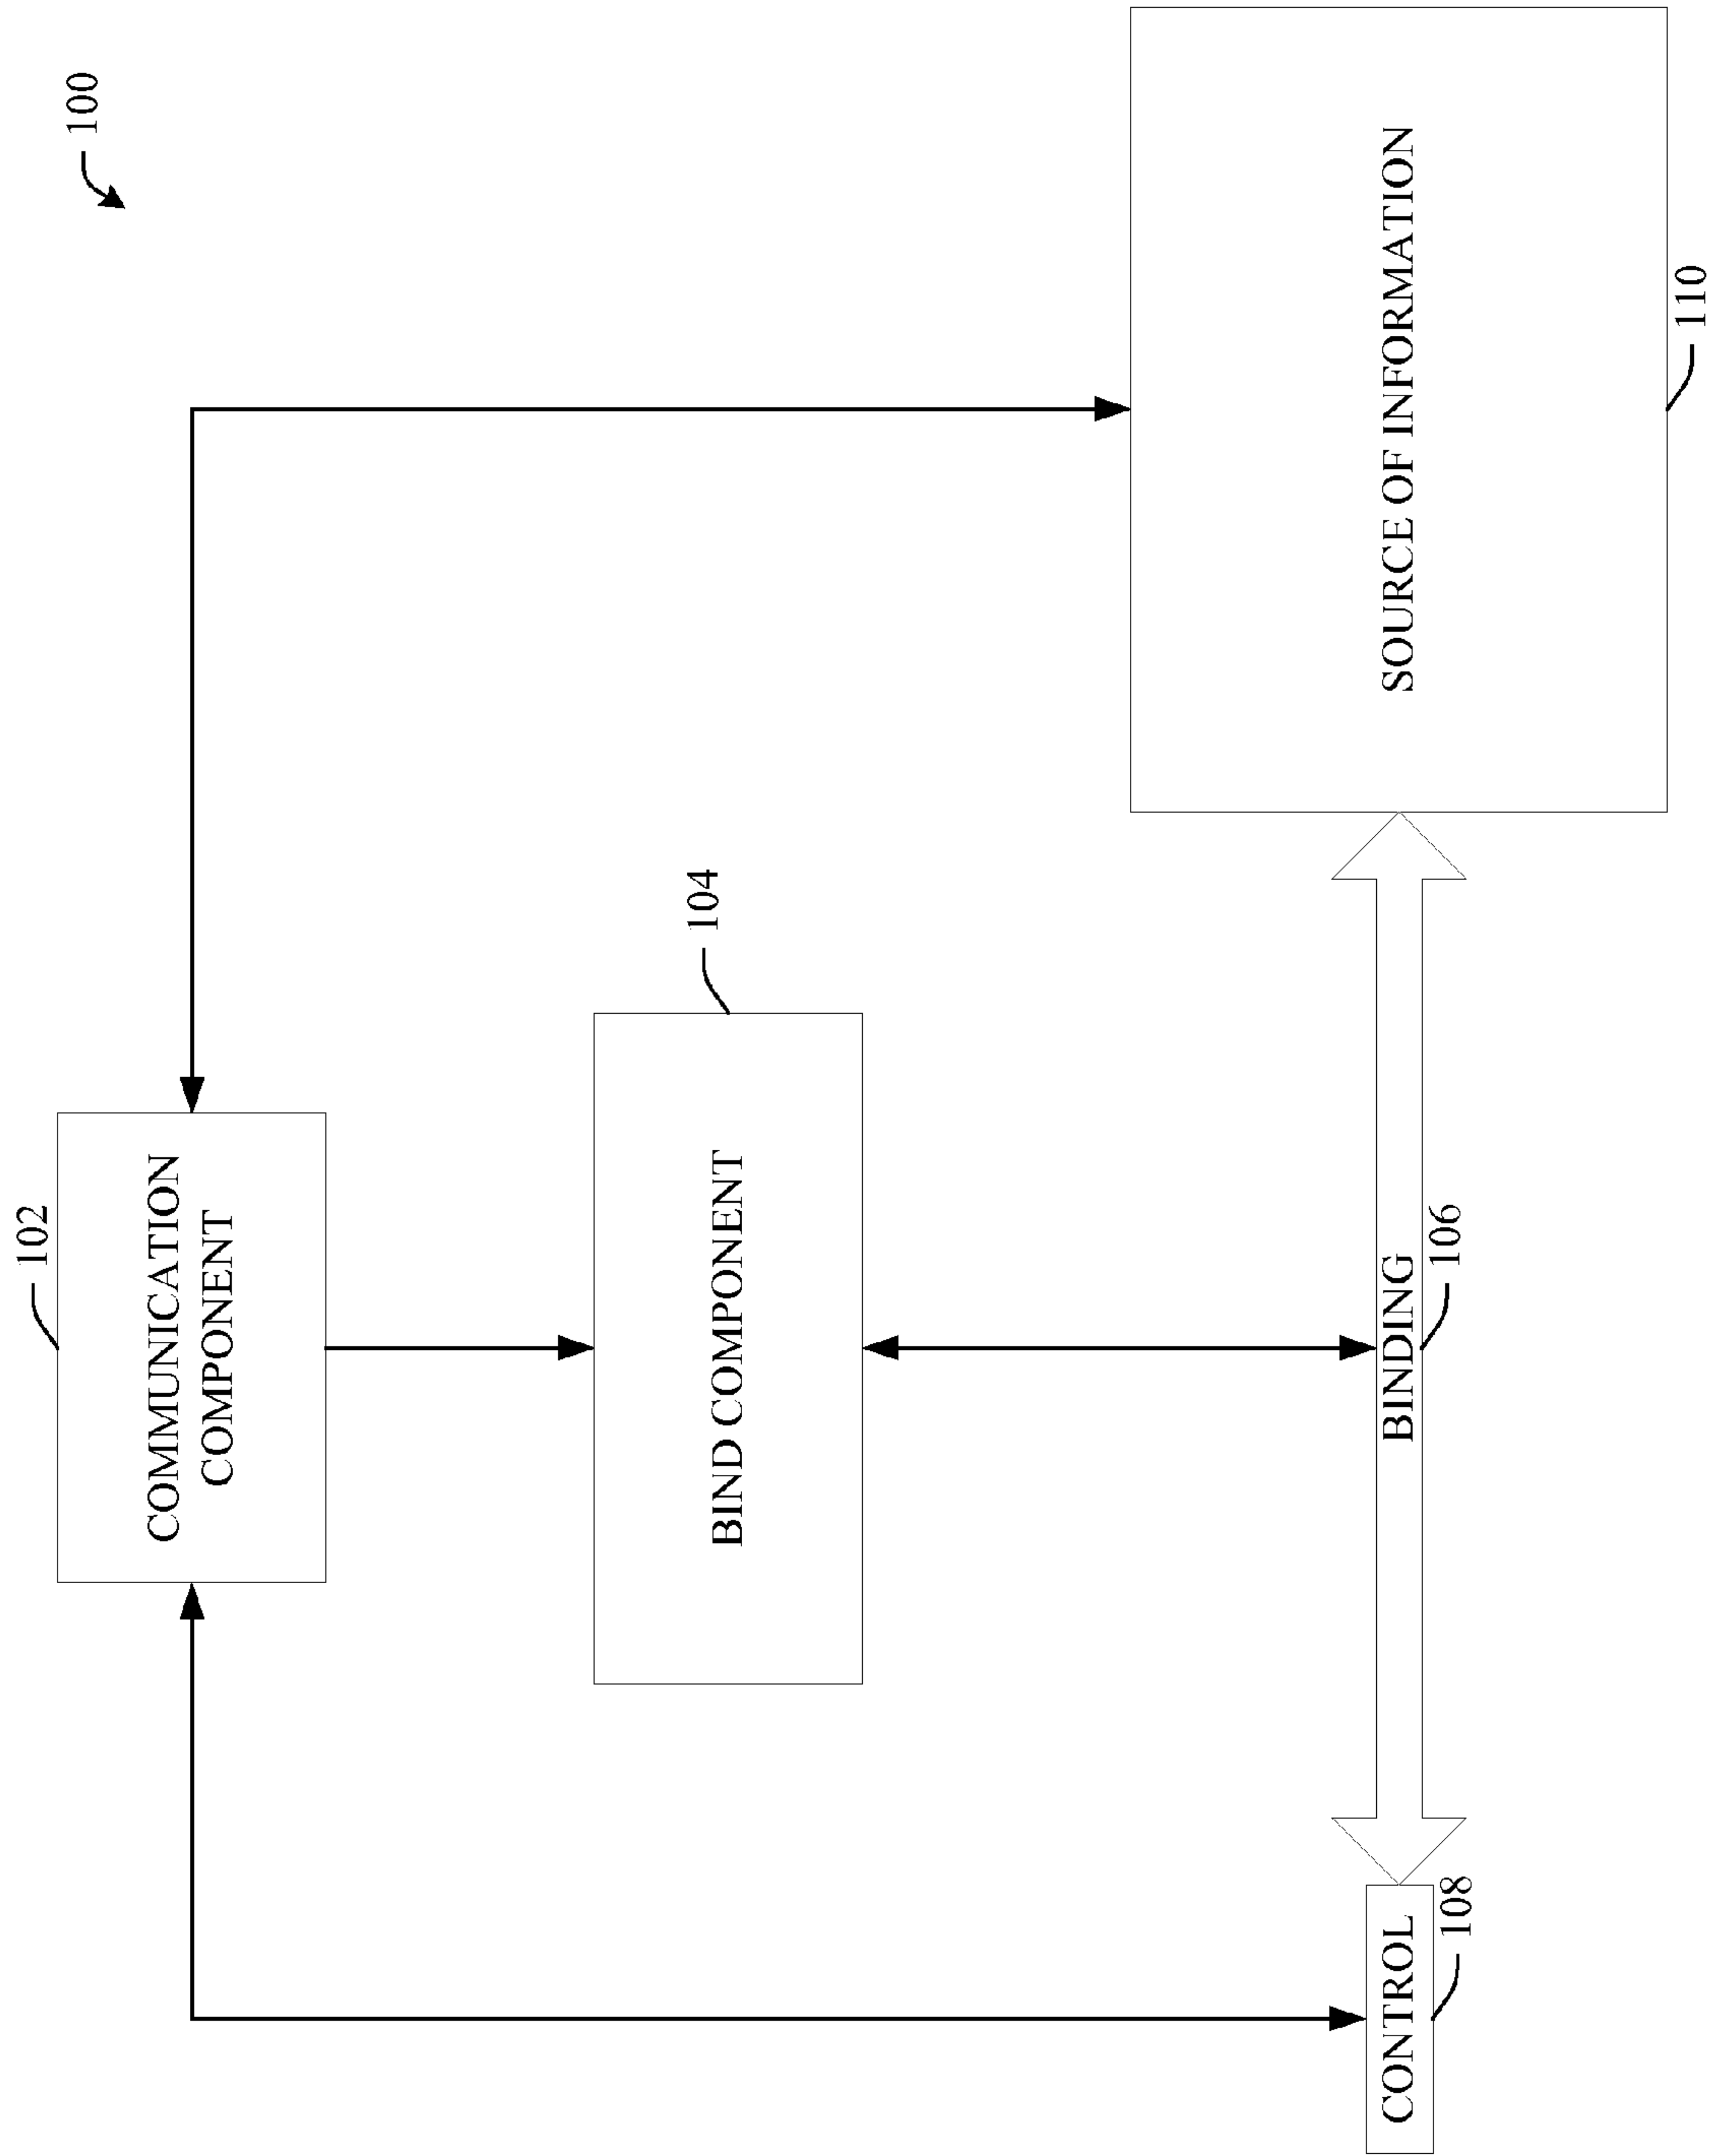 100
102
COMMUNICATION
COMPONENT
104
BIND COMPONENT
SOURCE OF INFORMATION
110
BINDING
106
CONTROL
108